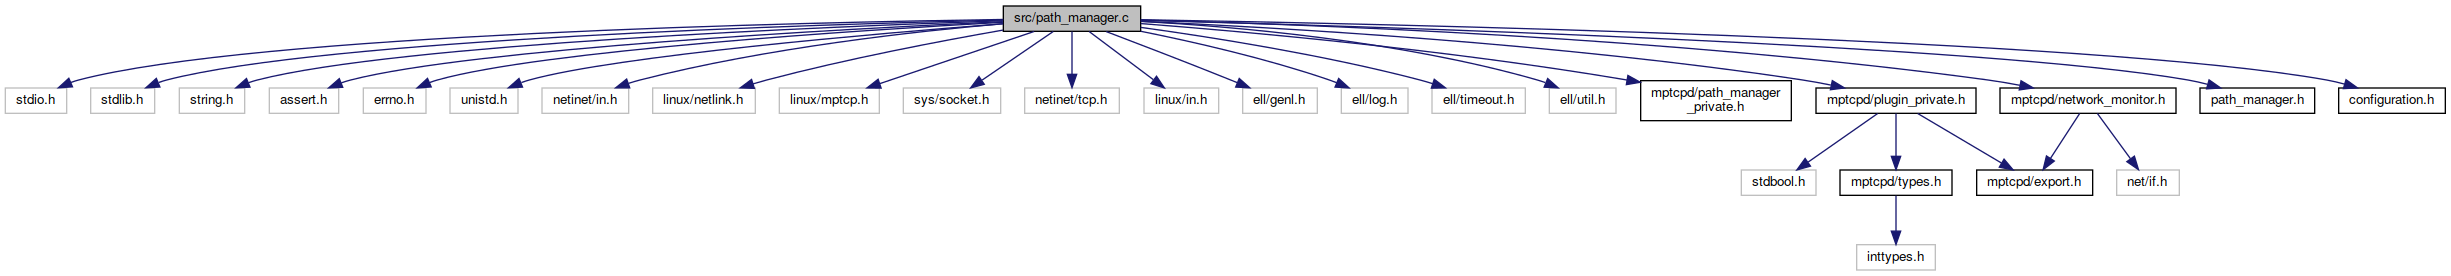 src/path_manager.c
stdio.h
stdlib.h
string.h
assert.h
errno.h
unistd.h
netinet/in.h
linux/netlink.h
linux/mptcp.h
sys/socket.h
netinet/tcp.h
linux/in.h
ell/genl.h
ell/log.h
ell/timeout.h
ell/util.h
mptcpd/path_manager
_private.h
mptcpd/plugin_private.h
mptcpd/network_monitor.h
path_manager.h
configuration.h
stdbool.h
mptcpd/types.h
mptcpd/export.h
net/if.h
inttypes.h